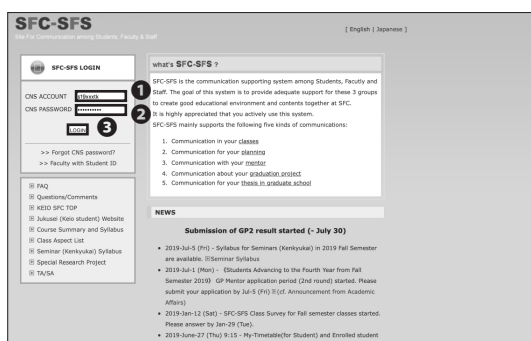 SFC-SFS
Site For Communication among Students, Faculty & Staff
[ English | Japanese ]
SFC-SFS LOGIN
CNS ACCOUNT
1
CNS PASSWORD ••••••••••
2
LOGIN
3
>> Forgot CNS password?
>> Faculty with Student ID
FAQ
Questions/Comments
KEIO SFC TOP
Jukusei (Keio student) Website
Course Summary and Syllabus
Class Aspect List
Seminar (Kenkyukai) Syllabus
Special Research Project
TA/SA
what's SFC-SFS ?
SFC-SFS is the communication supporting system among Students, Faculty and
Staff. The goal of this system is to provide adequate support for these 3 groups
to create good educational environment and contents together at SFC.
It is highly appreciated that you actively use this system.
SFC-SFS mainly supports the following five kinds of communications:
1. Communication in your classes
2. Communication for your planning
3. Communication with your mentor
4. Communication about your graduation project
5. Communication for your thesis in graduate school
NEWS
Submission of GP2 result started (- July 30)
• 2019-Jul-5 (Fri) - Syllabus for Seminars (Kenkyukai) in 2019 Fall Semester
are available. Seminar Syllabus
• 2019-Jul-1 (Mon) - 《Students Advancing to the Fourth Year from Fall
Semester 2019》 GP Mentor application period (2nd round) started. Please
submit your application by Jul-5 (Fri) (cf. Announcement from Academic
Affairs)
• 2019-Jan-12 (Sat) - SFC-SFS Class Survey for Fall semester classes started.
Please answer by Jan-29 (Tue).
• 2019-June-27 (Thu) 9:15 - My-Timetable(for Student) and Enrolled student